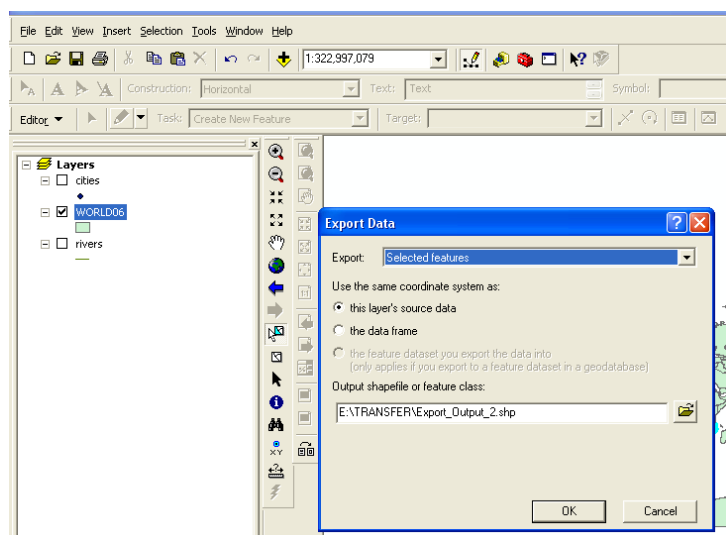 File Edit View Insert Selection Tools Window Help
1:322,997,079
Construction: Horizontal Text: Text Symbol:
Editor Task: Create New Feature Target:
Layers
cities
WORLD06
rivers
1:1
XY
Export Data
Export: Selected features
Use the same coordinate system as:
this layer's source data
the data frame
the feature dataset you export the data into
(only applies if you export to a feature dataset in a geodatabase)
Output shapefile or feature class:
E:\TRANSFER\Export_Output_2.shp
OK Cancel